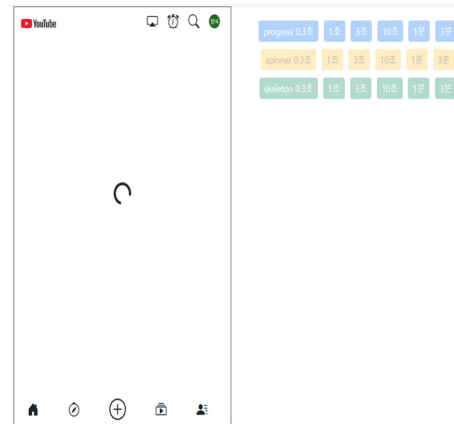 YouTube
progress 0.3초 1초 3초 10초 1분 3분
spinner 0.3초 1초 3초 10초 1분 3분
skeleton 0.3초 1초 3초 10초 1분 3분